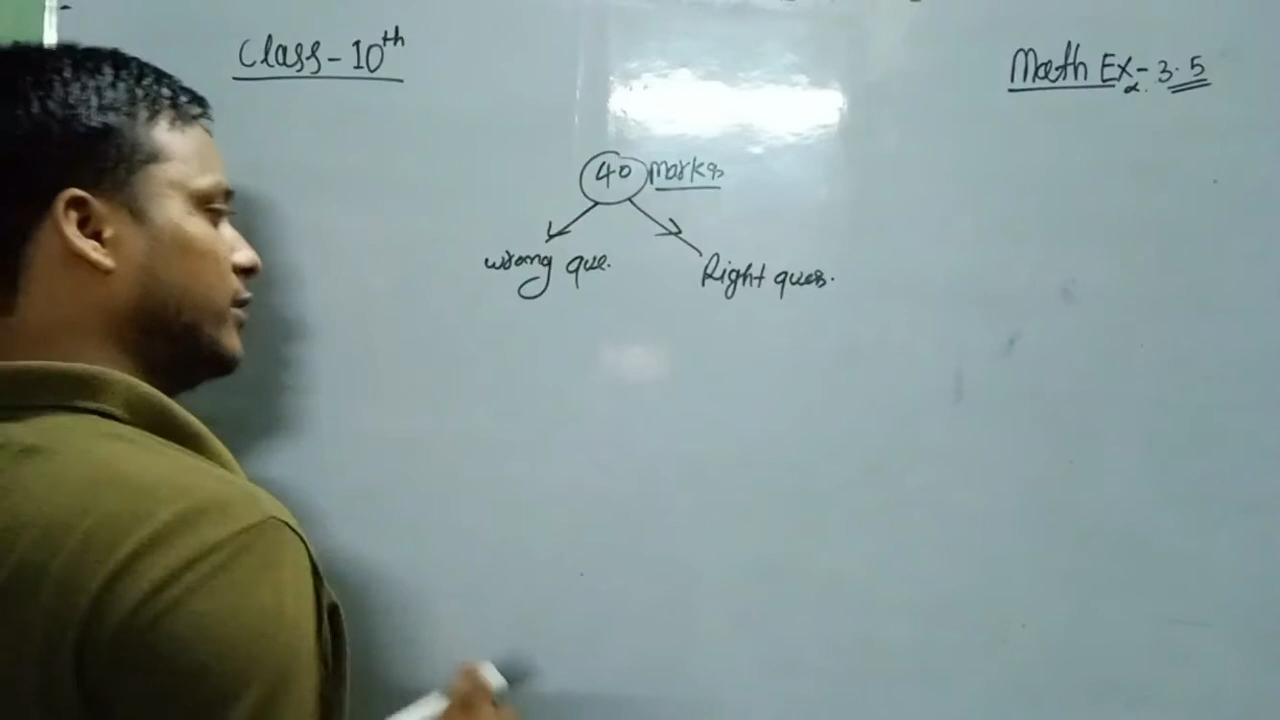 Class-10th
Math Ex-3.5
40 marks
wrong que.
Right ques.